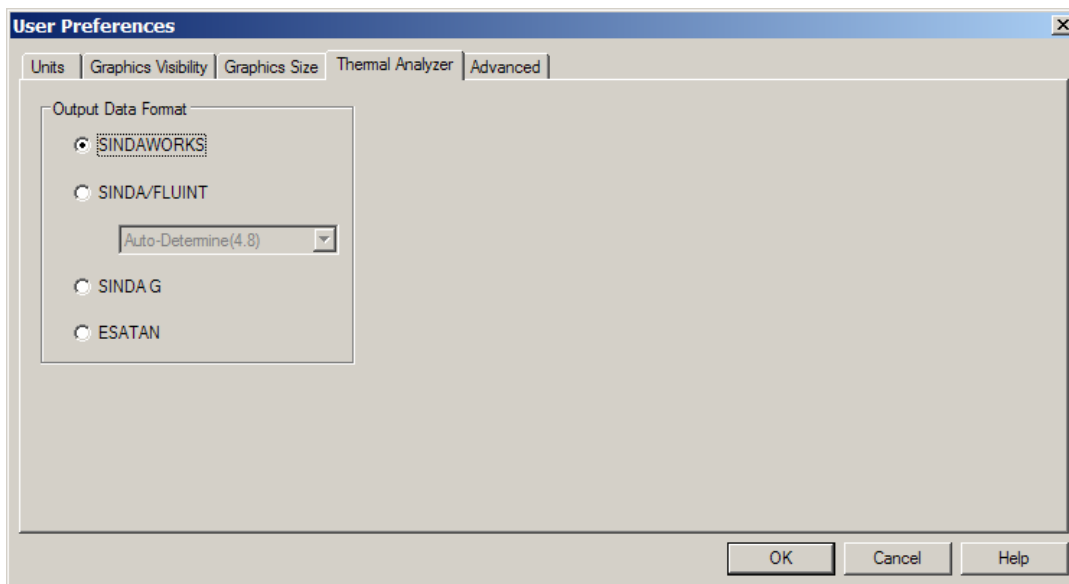 User Preferences
Units Graphics Visibility Graphics Size Thermal Analyzer Advanced
Output Data Format
SINDAWORKS
SINDA/FLUINT
Auto-Determine(4.8)
SINDA G
ESATAN
OK Cancel Help